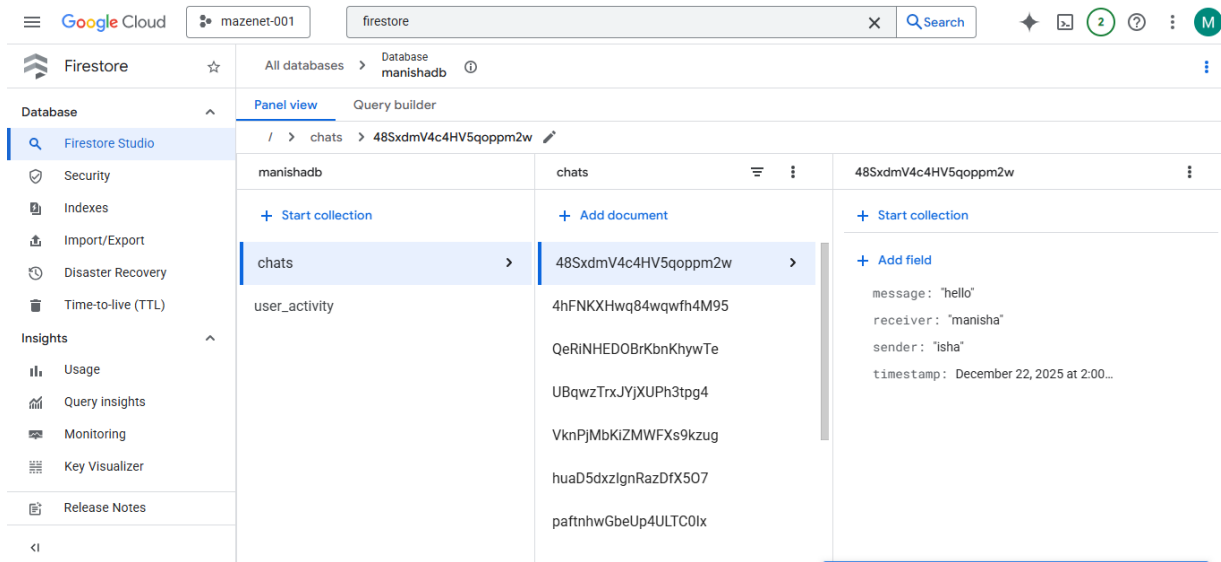 Google Cloud
mazenet-001
firestore
Search
2
M
Firestore
All databases
Database
manishadb
Database
Firestore Studio
Security
Indexes
Import/Export
Disaster Recovery
Time-to-live (TTL)
Insights
Usage
Query insights
Monitoring
Key Visualizer
Release Notes
Panel view
Query builder
/ > chats > 48SxdmV4c4HV5qoppm2w
manishadb
+ Start collection
chats
user_activity
chats
+ Add document
48SxdmV4c4HV5qoppm2w
4hFNKXHwq84wqwfh4M95
QeRiNHEDOBrKbnKhywTe
UBqwzTrxJYjXUPh3tpg4
VknPjMbKiZMWFXs9kzug
huaD5dxzIgnRazDfX5O7
paftnhwGbeUp4ULTC0Ix
48SxdmV4c4HV5qoppm2w
+ Start collection
+ Add field
message: "hello"
receiver: "manisha"
sender: "isha"
timestamp: December 22, 2025 at 2:00...